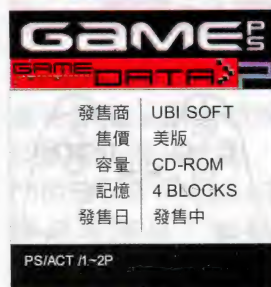 GAME PS
GAME DATA 2
發售商 UBI SOFT
售價 美版
容量 CD-ROM
記憶 4 BLOCKS
發售日 發售中
PS/ACT /1~2P